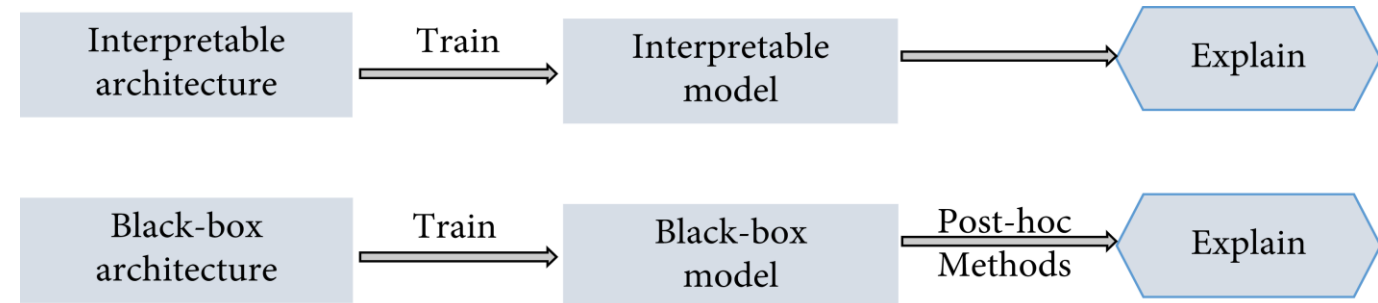 Interpretable
architecture
Train
Interpretable
model
Explain
Black-box
architecture
Train
Black-box
model
Post-hoc
Methods
Explain